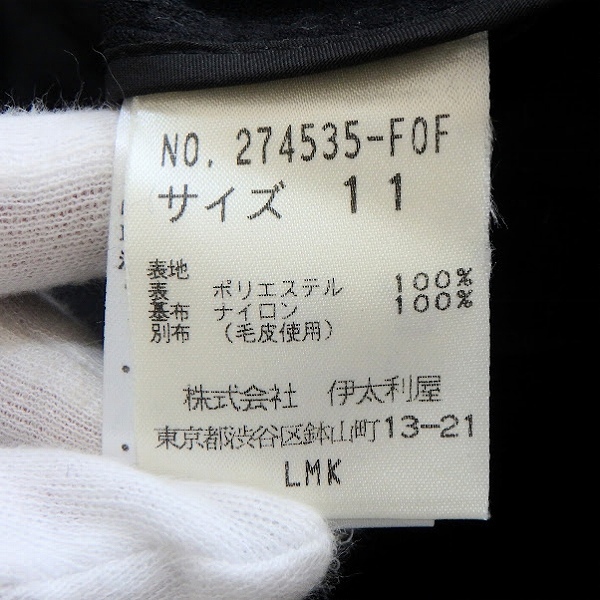 NO. 274535-F0F
サイズ 11
表地
表 ポリエステル 100%
基布 ナイロン 100%
別布 (毛皮使用)
株式会社 伊太利屋
東京都渋谷区鉢山町13-21
LMK